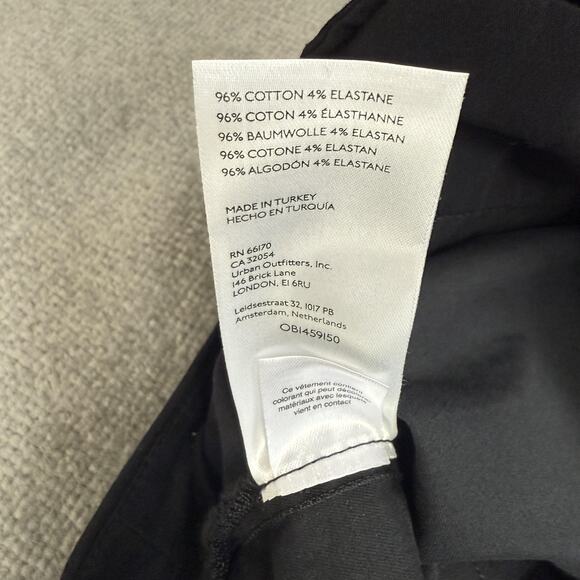 96% COTTON 4% ELASTANE
96% COTON 4% ÉLASTHANNE
96% BAUMWOLLE 4% ELASTAN
96% COTONE 4% ELASTAN
96% ALGODÓN 4% ELASTANE
MADE IN TURKEY
HECHO EN TURQUÍA
RN 66170
CA 32054
Urban Outfitters, Inc.
146 Brick Lane
LONDON, E1 6RU
Leidsestraat 32, 1017 PB
Amsterdam, Netherlands
OB1459150
Ce vêtement contient
colorant qui peut
matériaux avec lesquels
vient en contact